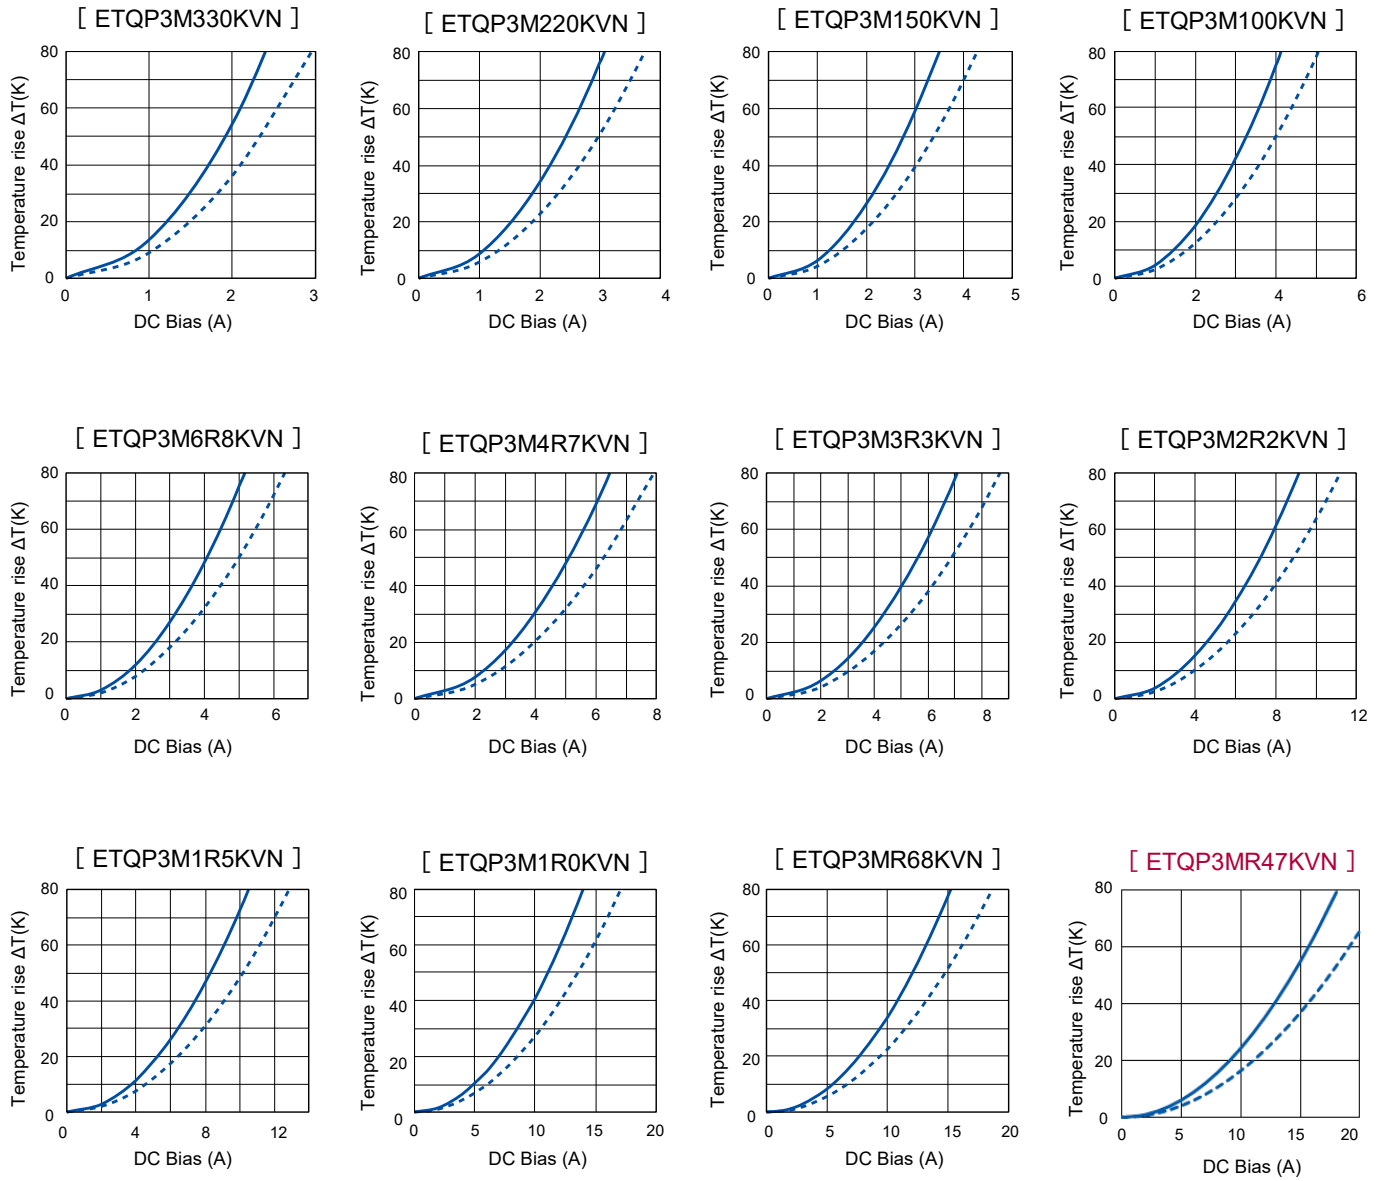 [ ETQP3M330KVN ]
80
60
40
20
0
0 1 2 3
Temperature rise ΔT(K)
DC Bias (A)
[ ETQP3M220KVN ]
80
60
40
20
0
0 1 2 3 4
Temperature rise ΔT(K)
DC Bias (A)
[ ETQP3M150KVN ]
80
60
40
20
0
0 1 2 3 4 5
Temperature rise ΔT(K)
DC Bias (A)
[ ETQP3M100KVN ]
80
60
40
20
0
0 2 4 6
Temperature rise ΔT(K)
DC Bias (A)
[ ETQP3M6R8KVN ]
80
60
40
20
0
0 2 4 6
Temperature rise ΔT(K)
DC Bias (A)
[ ETQP3M4R7KVN ]
80
60
40
20
0
0 2 4 6 8
Temperature rise ΔT(K)
DC Bias (A)
[ ETQP3M3R3KVN ]
80
60
40
20
0
0 2 4 6 8
Temperature rise ΔT(K)
DC Bias (A)
[ ETQP3M2R2KVN ]
80
60
40
20
0
0 4 8 12
Temperature rise ΔT(K)
DC Bias (A)
[ ETQP3M1R5KVN ]
80
60
40
20
0
0 4 8 12
Temperature rise ΔT(K)
DC Bias (A)
[ ETQP3M1R0KVN ]
80
60
40
20
0
0 5 10 15 20
Temperature rise ΔT(K)
DC Bias (A)
[ ETQP3MR68KVN ]
80
60
40
20
0
0 5 10 15 20
Temperature rise ΔT(K)
DC Bias (A)
[ ETQP3MR47KVN ]
80
60
40
20
0
0 5 10 15 20
Temperature rise ΔT(K)
DC Bias (A)